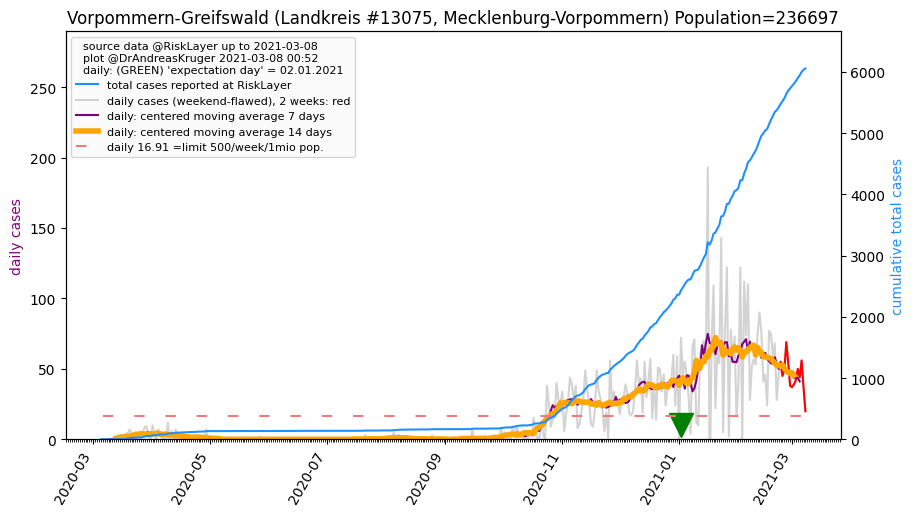 Vorpommern-Greifswald (Landkreis #13075, Mecklenburg-Vorpommern) Population=236697
source data @RiskLayer up to 2021-03-08
plot @DrAndreasKruger 2021-03-08 00:52
daily: (GREEN) 'expectation day' = 02.01.2021
total cases reported at RiskLayer
daily cases (weekend-flawed), 2 weeks: red
daily: centered moving average 7 days
daily: centered moving average 14 days
daily 16.91 =limit 500/week/1mio pop.
daily cases
250
200
150
100
50
0
cumulative total cases
6000
5000
4000
3000
2000
1000
0
2020-03
2020-05
2020-07
2020-09
2020-11
2021-01
2021-03